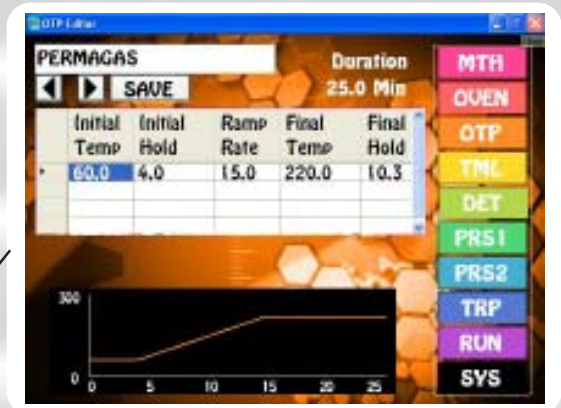 OTP Editor
PERMAGAS
Duration
SAVE
25.0 Min
Initial Temp Initial Hold Ramp Rate Final Temp Final Hold
60.0 4.0 15.0 220.0 10.3
300
0
0 5 10 15 20 25
MTH
OVEN
OTP
TML
DET
PRS1
PRS2
TRP
RUN
SYS